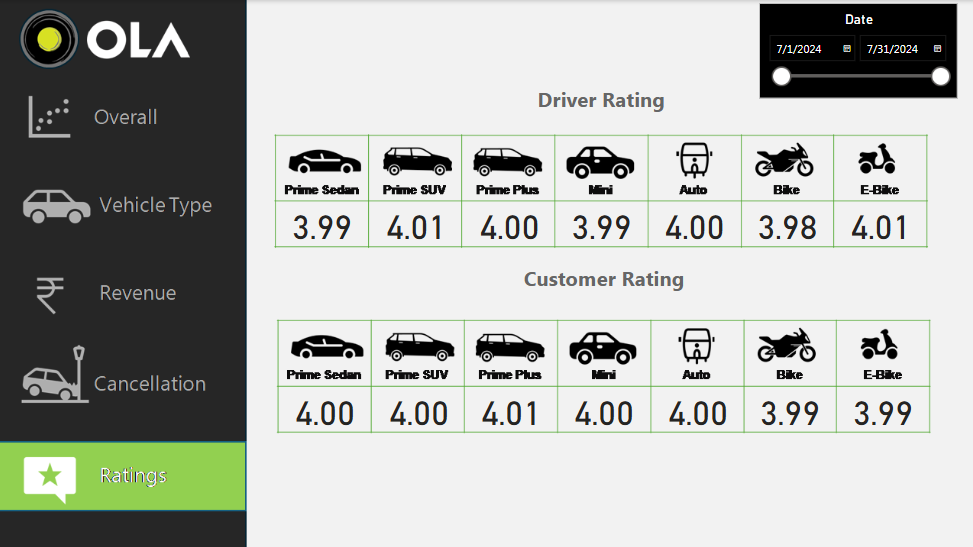 OLA
Date
7/1/2024 7/31/2024
Overall
Vehicle Type
Revenue
Cancellation
Ratings
Driver Rating
Prime Sedan Prime SUV Prime Plus Mini Auto Bike E-Bike
3.99 4.01 4.00 3.99 4.00 3.98 4.01
Customer Rating
Prime Sedan Prime SUV Prime Plus Mini Auto Bike E-Bike
4.00 4.00 4.01 4.00 4.00 3.99 3.99